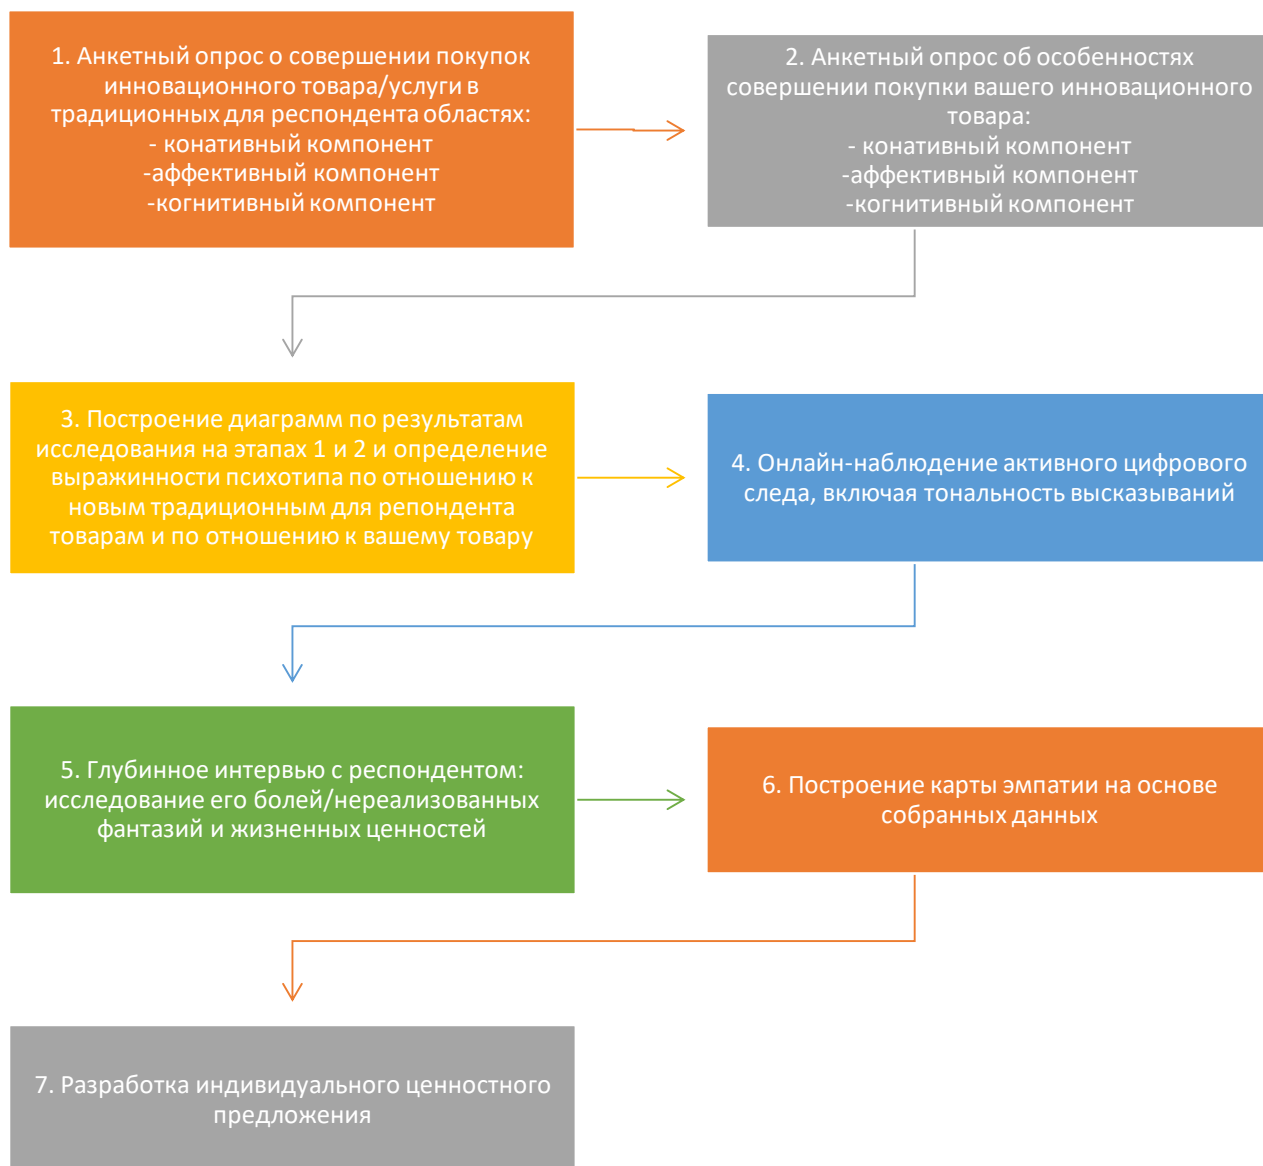 1. Анкетный опрос о совершении покупок
инновационного товара/услуги в
традиционных для респондента областях:
- конативный компонент
-аффективный компонент
-когнитивный компонент
2. Анкетный опрос об особенностях
совершении покупки вашего инновационного
товара:
- конативный компонент
-аффективный компонент
-когнитивный компонент
3. Построение диаграмм по результатам
исследования на этапах 1 и 2 и определение
выражинности психотипа по отношению к
новым традиционным для репондента
товарам и по отношению к вашему товару
4. Онлайн-наблюдение активного цифрового
следа, включая тональность высказываний
5. Глубинное интервью с респондентом:
исследование его болей/нереализованных
фантазий и жизненных ценностей
6. Построение карты эмпатии на основе
собранных данных
7. Разработка индивидуального ценностного
предложения